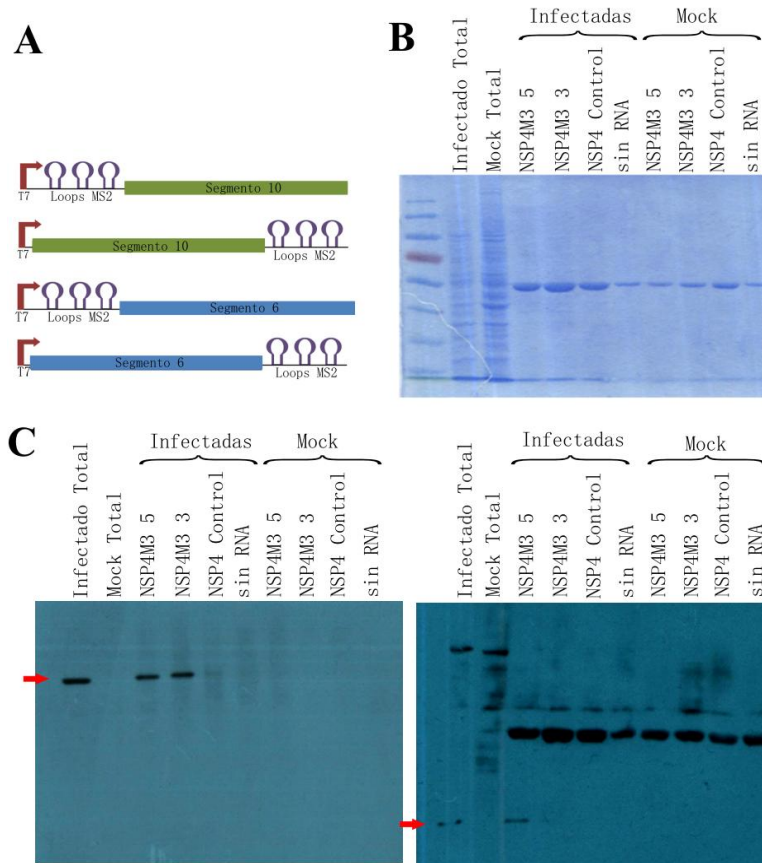 A
Segmento 10
T7
Loops MS2
Segmento 10
T7
Loops MS2
T7
Loops MS2
Segmento 6
Segmento 6
T7
Loops MS2
B
Infectadas
Mock
Infectado Total
Mock Total
NSP4M3 5
NSP4M3 3
NSP4 Control
sin RNA
NSP4M3 5
NSP4M3 3
NSP4 Control
sin RNA
C
Infectadas
Mock
Infectado Total
Mock Total
NSP4M3 5
NSP4M3 3
NSP4 Control
sin RNA
NSP4M3 5
NSP4M3 3
NSP4 Control
sin RNA
Infectadas
Mock
Infectado Total
Mock Total
NSP4M3 5
NSP4M3 3
NSP4 Control
sin RNA
NSP4M3 5
NSP4M3 3
NSP4 Control
sin RNA